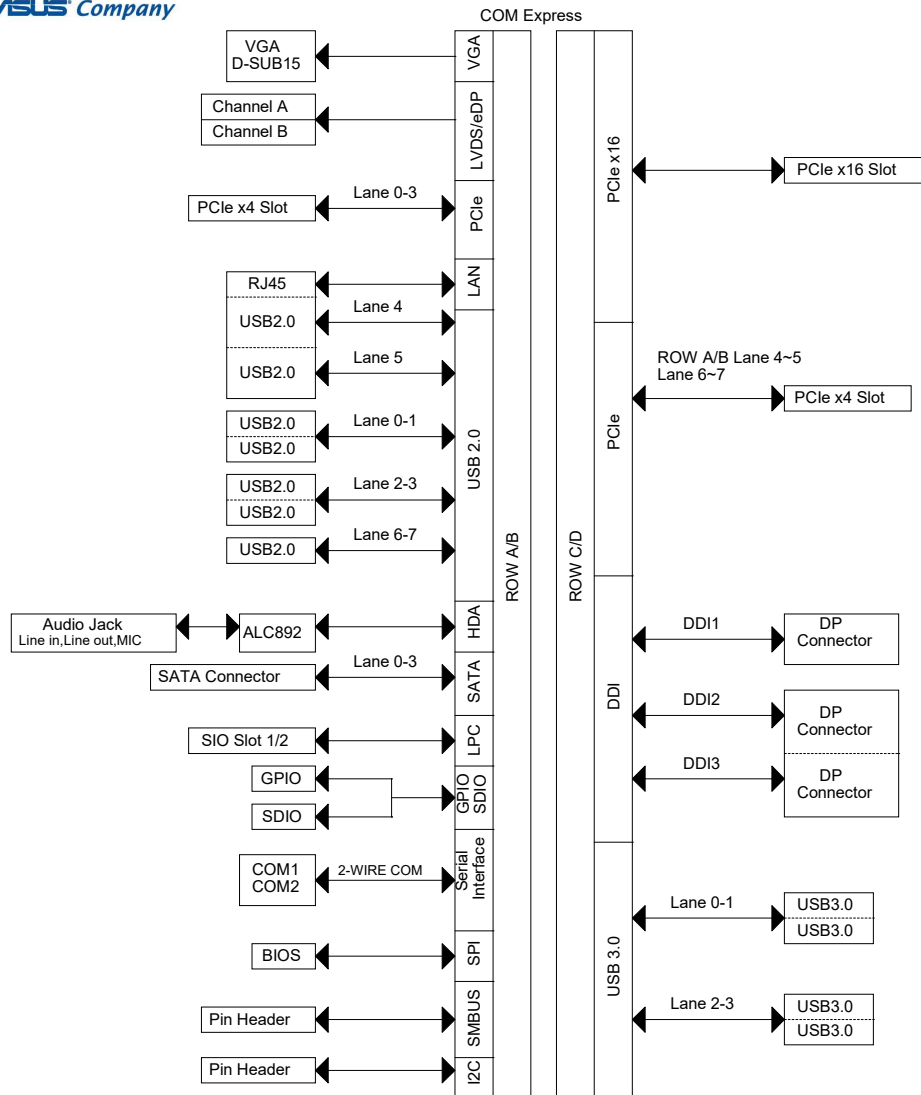 ASUS Company
COM Express
VGA
D-SUB15
Channel A
Channel B
PCIe x4 Slot
Lane 0-3
RJ45
USB2.0
Lane 4
USB2.0
Lane 5
USB2.0
USB2.0
Lane 0-1
USB2.0
USB2.0
Lane 2-3
USB2.0
Lane 6-7
Audio Jack
Line in,Line out,MIC
ALC892
SATA Connector
Lane 0-3
SIO Slot 1/2
GPIO
SDIO
COM1
COM2
2-WIRE COM
BIOS
Pin Header
Pin Header
VGA
LVDS/eDP
PCIe
LAN
USB 2.0
HDA
SATA
LPC
GPIO
SDIO
Serial
Interface
SPI
SMBUS
I2C
ROW A/B
ROW C/D
PCIe x16
PCIe
DDI
USB 3.0
PCIe x16 Slot
ROW A/B Lane 4~5
Lane 6~7
PCIe x4 Slot
DDI1
DP
Connector
DDI2
DP
Connector
DDI3
DP
Connector
Lane 0-1
USB3.0
USB3.0
Lane 2-3
USB3.0
USB3.0